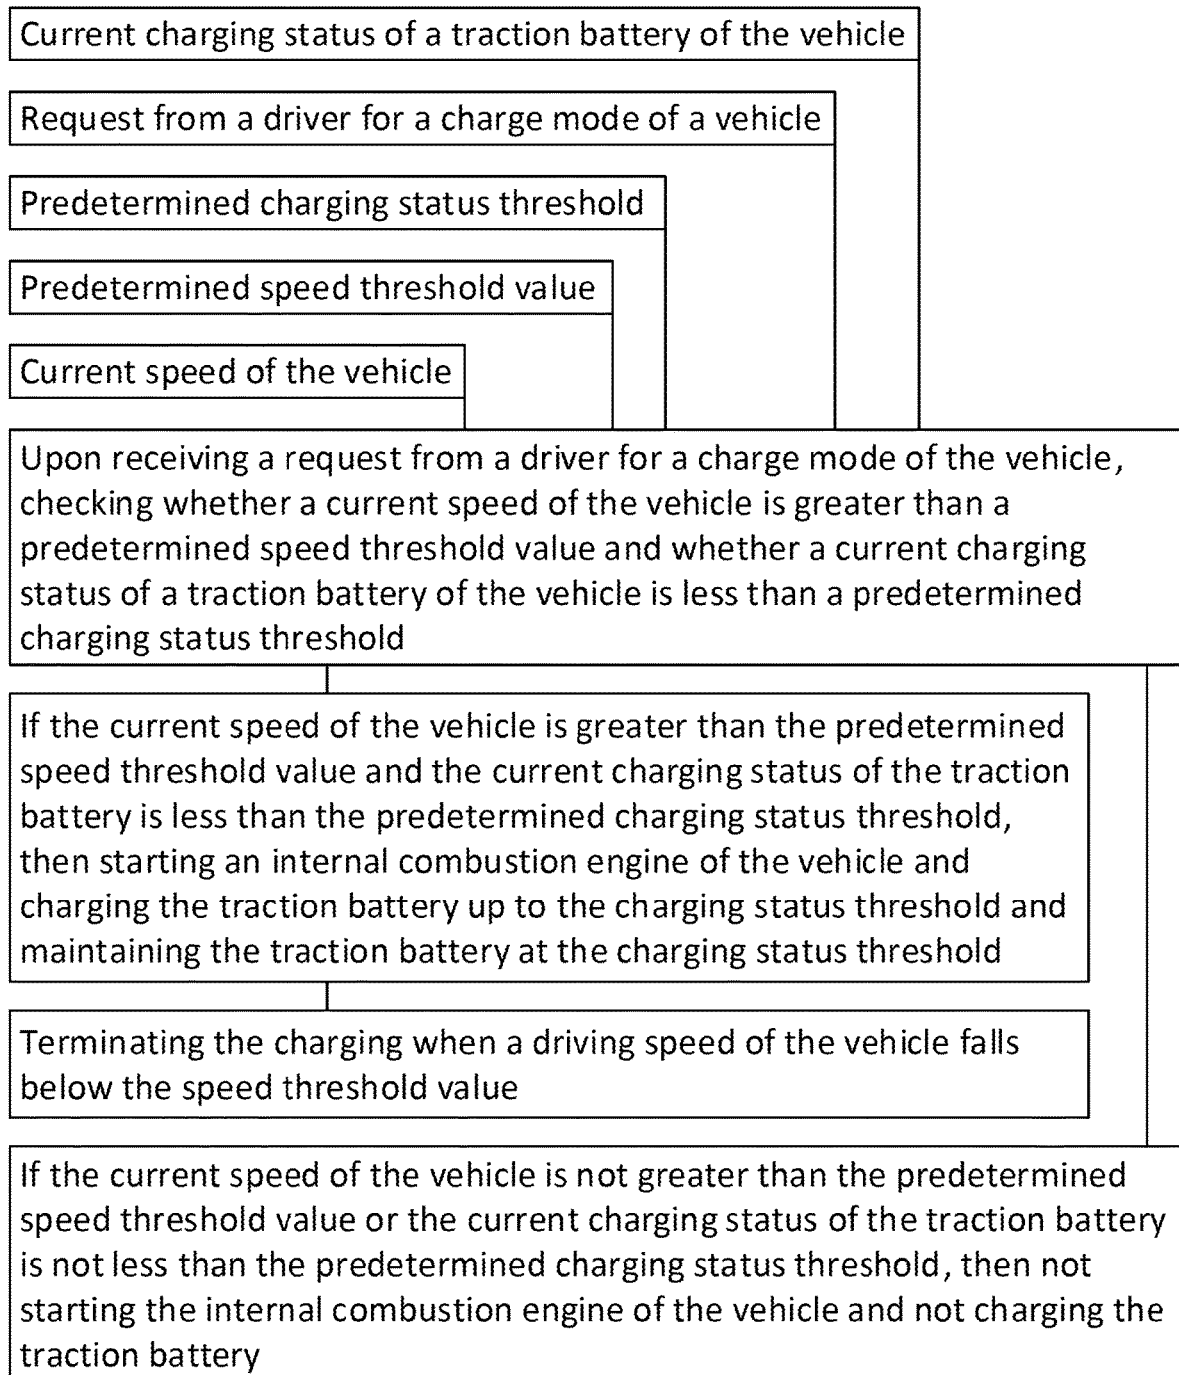 Current charging status of a traction battery of the vehicle
Request from a driver for a charge mode of a vehicle
Predetermined charging status threshold
Predetermined speed threshold value
Current speed of the vehicle
Upon receiving a request from a driver for a charge mode of the vehicle,
checking whether a current speed of the vehicle is greater than a
predetermined speed threshold value and whether a current charging
status of a traction battery of the vehicle is less than a predetermined
charging status threshold
If the current speed of the vehicle is greater than the predetermined
speed threshold value and the current charging status of the traction
battery is less than the predetermined charging status threshold,
then starting an internal combustion engine of the vehicle and
charging the traction battery up to the charging status threshold and
maintaining the traction battery at the charging status threshold
Terminating the charging when a driving speed of the vehicle falls
below the speed threshold value
If the current speed of the vehicle is not greater than the predetermined
speed threshold value or the current charging status of the traction battery
is not less than the predetermined charging status threshold, then not
starting the internal combustion engine of the vehicle and not charging the
traction battery